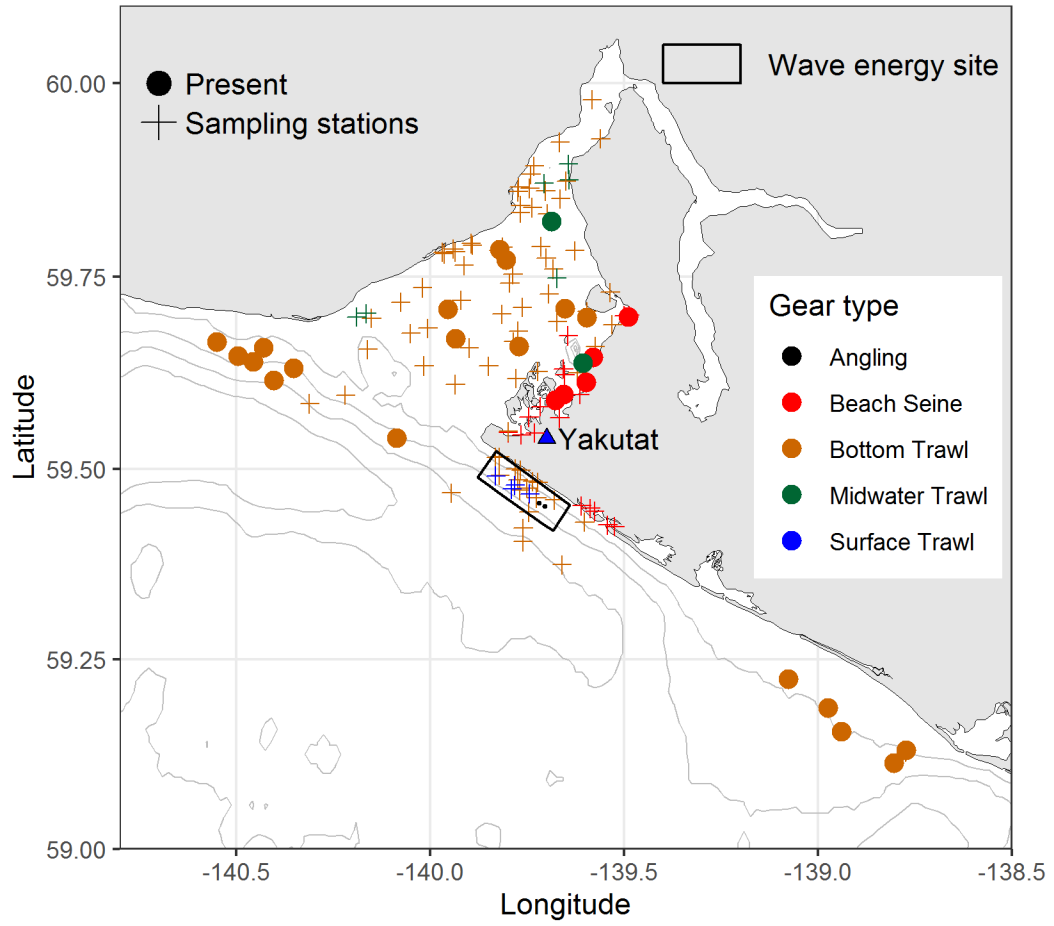 Present
Sampling stations
Wave energy site
60.00
59.75
59.50
59.25
59.00
Latitude
Yakutat
Gear type
Angling
Beach Seine
Bottom Trawl
Midwater Trawl
Surface Trawl
-140.5
-140.0
-139.5
-139.0
-138.5
Longitude